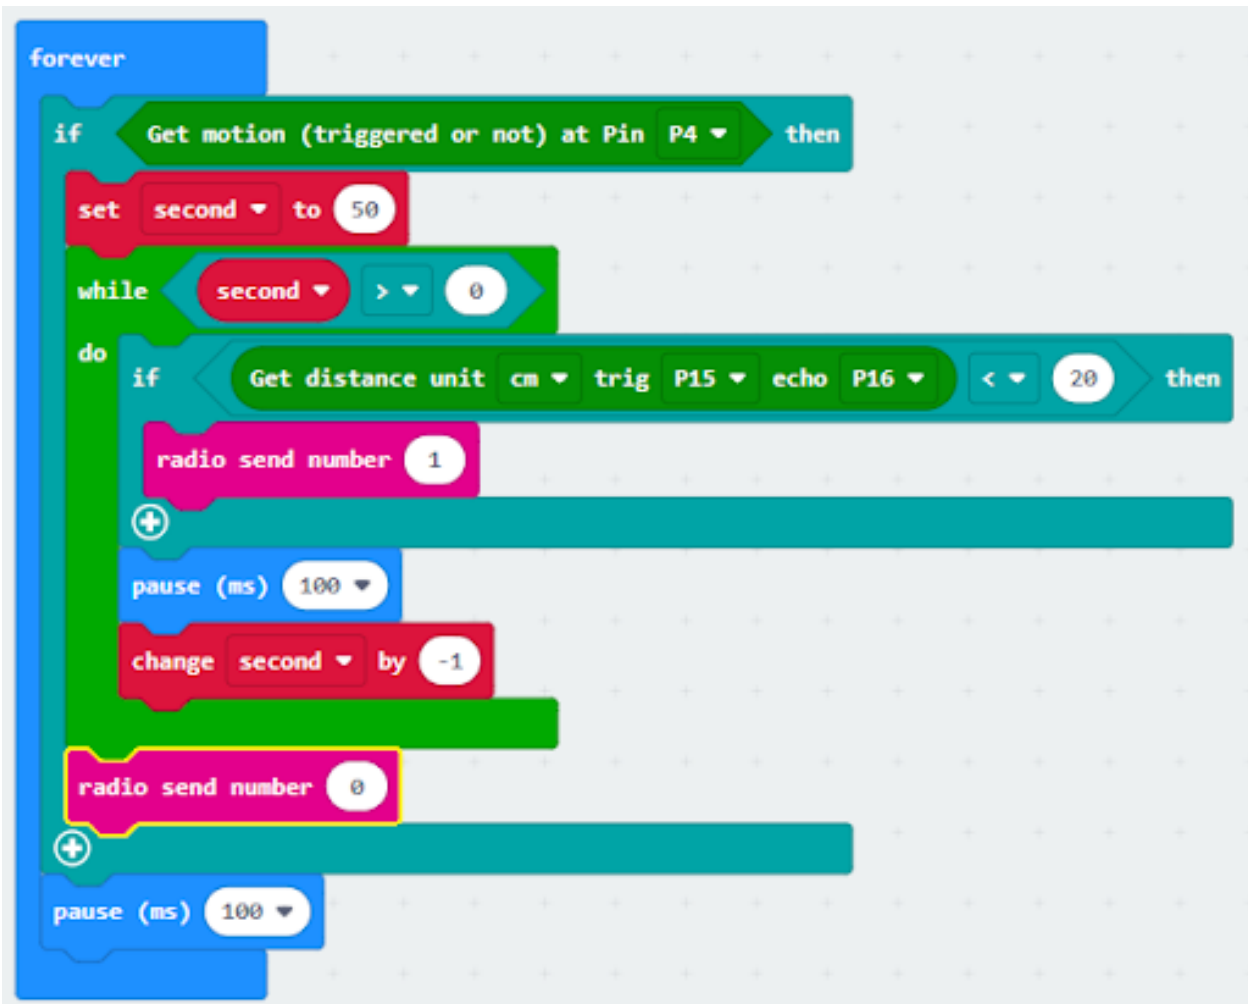 forever
if Get motion (triggered or not) at Pin P4 then
set second to 50
while second > 0
do
if Get distance unit cm trig P15 echo P16 < 20 then
radio send number 1
pause (ms) 100
change second by -1
radio send number 0
pause (ms) 100